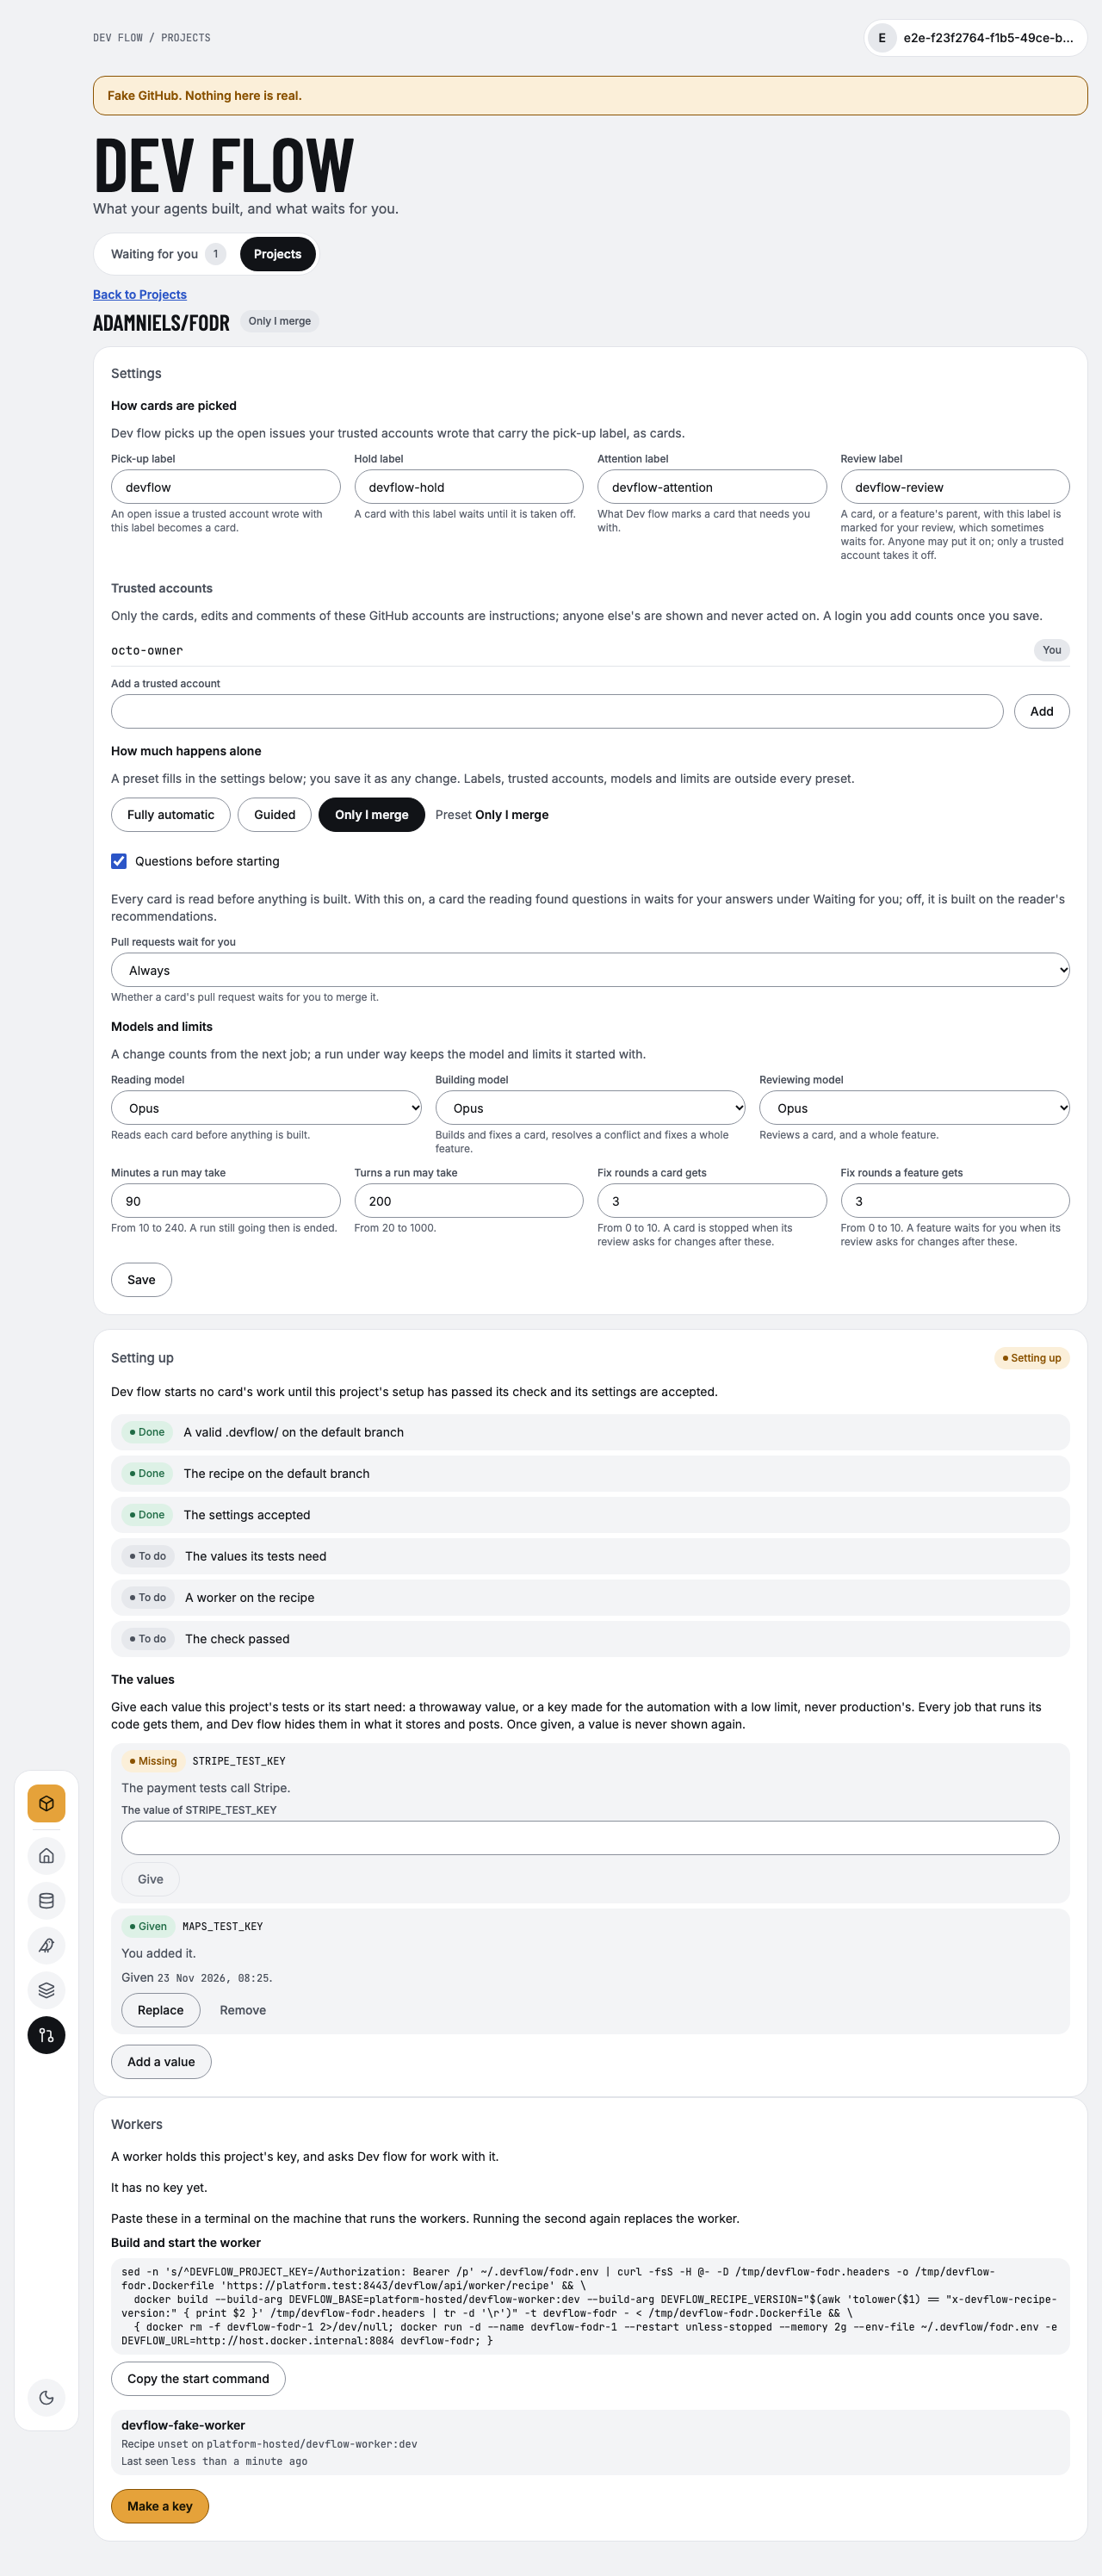 DEV FLOW / PROJECTS
E
e2e-f23f2764-f1b5-49ce-b...
Fake GitHub. Nothing here is real.
DEV FLOW
What your agents built, and what waits for you.
Waiting for you 1
Projects
Back to Projects
ADAMNIELS/FODR
Only I merge
Settings
How cards are picked
Dev flow picks up the open issues your trusted accounts wrote that carry the pick-up label, as cards.
Pick-up label
devflow
An open issue a trusted account wrote with
this label becomes a card.
Hold label
devflow-hold
A card with this label waits until it is taken off.
Attention label
devflow-attention
What Dev flow marks a card that needs you
with.
Review label
devflow-review
A card, or a feature's parent, with this label is
marked for your review, which sometimes
waits for. Anyone may put it on; only a trusted
account takes it off.
Trusted accounts
Only the cards, edits and comments of these GitHub accounts are instructions; anyone else's are shown and never acted on. A login you add counts once you save.
octo-owner
You
Add a trusted account
Add
How much happens alone
A preset fills in the settings below; you save it as any change. Labels, trusted accounts, models and limits are outside every preset.
Fully automatic
Guided
Only I merge
Preset Only I merge
Questions before starting
Every card is read before anything is built. With this on, a card the reading found questions in waits for your answers under Waiting for you; off, it is built on the reader's
recommendations.
Pull requests wait for you
Always
Whether a card's pull request waits for you to merge it.
Models and limits
A change counts from the next job; a run under way keeps the model and limits it started with.
Reading model
Opus
Reads each card before anything is built.
Building model
Opus
Builds and fixes a card, resolves a conflict and fixes a whole
feature.
Reviewing model
Opus
Reviews a card, and a whole feature.
Minutes a run may take
90
From 10 to 240. A run still going then is ended.
Turns a run may take
200
From 20 to 1000.
Fix rounds a card gets
3
From 0 to 10. A card is stopped when its
review asks for changes after these.
Fix rounds a feature gets
3
From 0 to 10. A feature waits for you when its
review asks for changes after these.
Save
Setting up
Setting up
Dev flow starts no card's work until this project's setup has passed its check and its settings are accepted.
Done A valid .devflow/ on the default branch
Done The recipe on the default branch
Done The settings accepted
To do The values its tests need
To do A worker on the recipe
To do The check passed
The values
Give each value this project's tests or its start need: a throwaway value, or a key made for the automation with a low limit, never production's. Every job that runs its
code gets them, and Dev flow hides them in what it stores and posts. Once given, a value is never shown again.
Missing STRIPE_TEST_KEY
The payment tests call Stripe.
The value of STRIPE_TEST_KEY
Give
Given MAPS_TEST_KEY
You added it.
Given 23 Nov 2026, 08:25.
Replace
Remove
Add a value
Workers
A worker holds this project's key, and asks Dev flow for work with it.
It has no key yet.
Paste these in a terminal on the machine that runs the workers. Running the second again replaces the worker.
Build and start the worker
sed -n 's/^DEVFLOW_PROJECT_KEY=/Authorization: Bearer /p' ~/.devflow/fodr.env | curl -fsS -H @- -D /tmp/devflow-fodr.headers -o /tmp/devflow-
fodr.Dockerfile 'https://platform.test:8443/devflow/api/worker/recipe' && \
docker build --build-arg DEVFLOW_BASE=platform-hosted/devflow-worker:dev --build-arg DEVFLOW_RECIPE_VERSION="$(awk 'tolower($1) == "x-devflow-recipe-
version:" { print $2 }' /tmp/devflow-fodr.headers | tr -d '\r')" -t devflow-fodr - < /tmp/devflow-fodr.Dockerfile && \
{ docker rm -f devflow-fodr-1 2>/dev/null; docker run -d --name devflow-fodr-1 --restart unless-stopped --memory 2g --env-file ~/.devflow/fodr.env -e
DEVFLOW_URL=http://host.docker.internal:8084 devflow-fodr; }
Copy the start command
devflow-fake-worker
Recipe unset on platform-hosted/devflow-worker:dev
Last seen less than a minute ago
Make a key